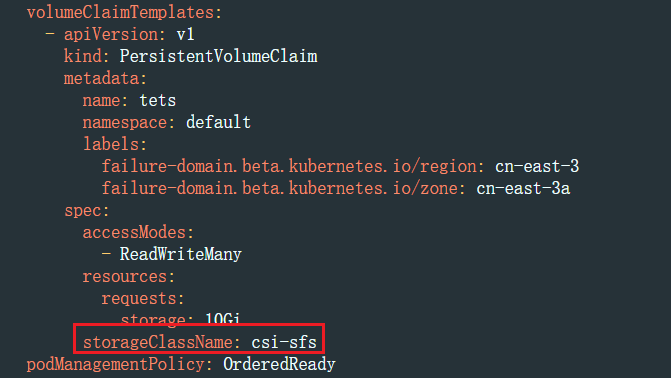 volumeClaimTemplates:
- apiVersion: v1
kind: PersistentVolumeClaim
metadata:
name: tets
namespace: default
labels:
failure-domain.beta.kubernetes.io/region: cn-east-3
failure-domain.beta.kubernetes.io/zone: cn-east-3a
spec:
accessModes:
- ReadWriteMany
resources:
requests:
storage: 10Gi
storageClassName: csi-sfs
podManagementPolicy: OrderedReady